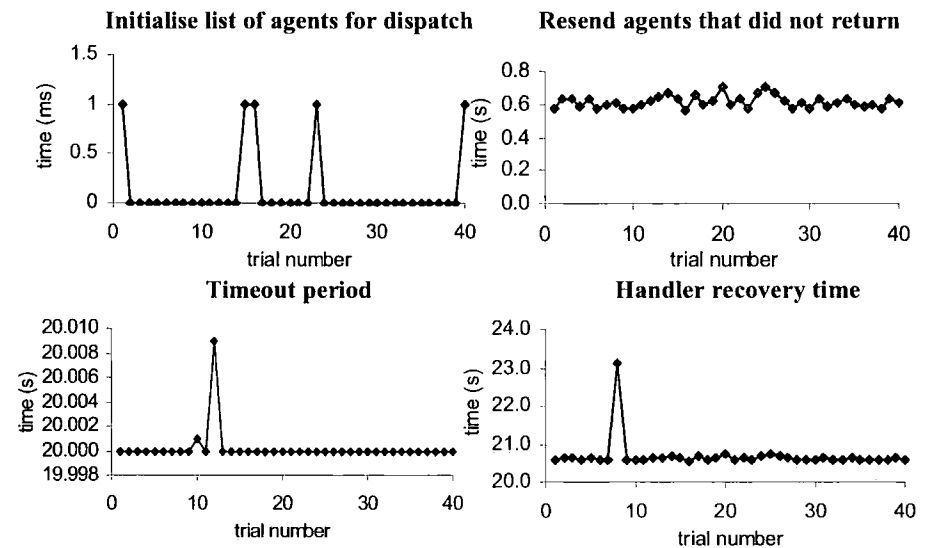 Initialise list of agents for dispatch
1.5
1
0.5
0
time (ms)
0 10 20 30 40
trial number
Resend agents that did not return
0.8
0.6
0.4
0.2
0.0
time (s)
0 10 20 30 40
trial number
Timeout period
20.010
20.008
20.006
20.004
20.002
20.000
19.998
time (s)
0 10 20 30 40
trial number
Handler recovery time
24.0
23.0
22.0
21.0
20.0
time (s)
0 10 20 30 40
trial number